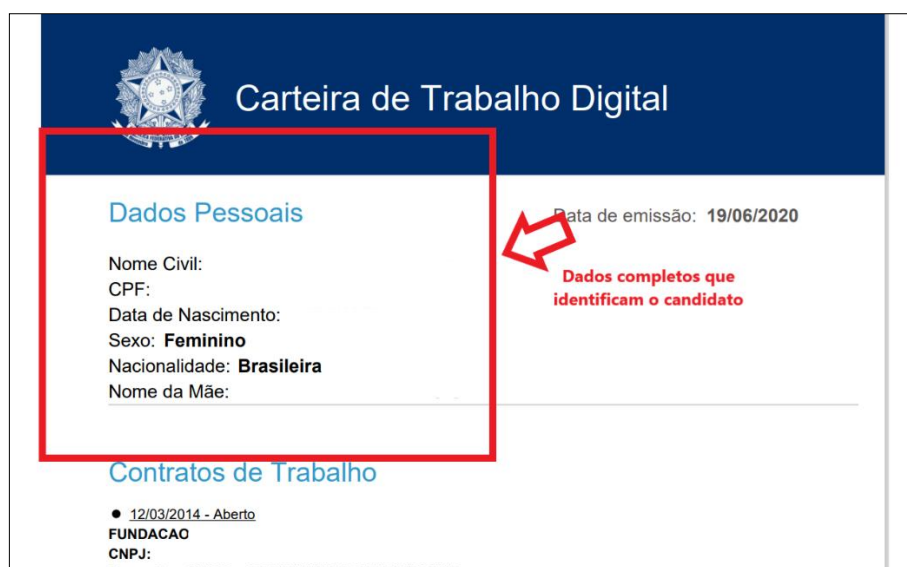 Carteira de Trabalho Digital
Dados Pessoais
Data de emissão: 19/06/2020
Nome Civil:
CPF:
Data de Nascimento:
Sexo: Feminino
Nacionalidade: Brasileira
Nome da Mãe:
Dados completos que
identificam o candidato
Contratos de Trabalho
12/03/2014 - Aberto
FUNDACAO
CNPJ: